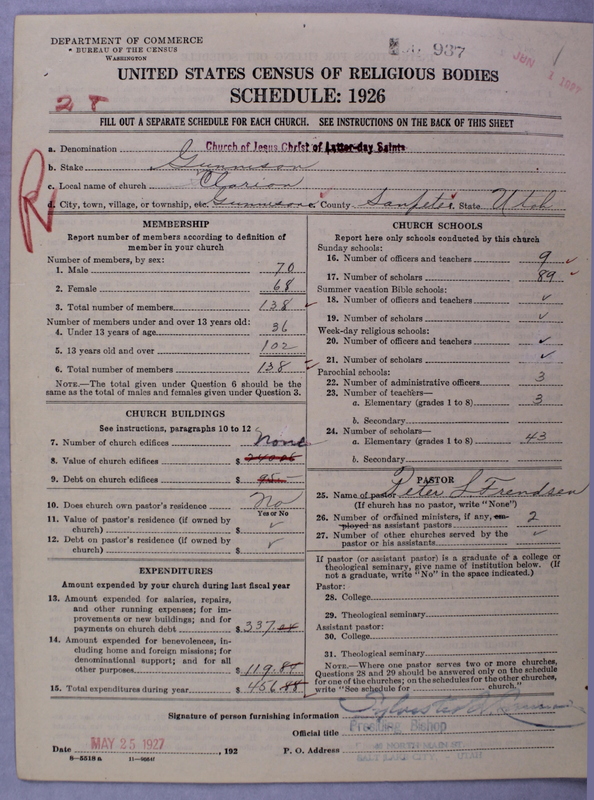 DEPARTMENT OF COMMERCE
BUREAU OF THE CENSUS
WASHINGTON
937
JUN 1 1927
UNITED STATES CENSUS OF RELIGIOUS BODIES
SCHEDULE: 1926
FILL OUT A SEPARATE SCHEDULE FOR EACH CHURCH. SEE INSTRUCTIONS ON THE BACK OF THIS SHEET
a. Denomination Church of Jesus Christ of Latter-day Saints
b. Stake Gunnison
c. Local name of church Clarion
d. City, town, village, or township, etc. Gunnison e. County Sanpete f. State Utah
MEMBERSHIP
Report number of members according to definition of
member in your church
Number of members, by sex:
1. Male 70
2. Female 68
3. Total number of members 138
Number of members under and over 13 years old:
4. Under 13 years of age 36
5. 13 years old and over 102
6. Total number of members 138
NOTE.—The total given under Question 6 should be the
same as the total of males and females given under Question 3.
CHURCH BUILDINGS
See instructions, paragraphs 10 to 12
7. Number of church edifices None
8. Value of church edifices $
9. Debt on church edifices $
10. Does church own pastor's residence No
Yes or No
11. Value of pastor's residence (if owned by
church) $ ✓
12. Debt on pastor's residence (if owned by
church) $ ✓
EXPENDITURES
Amount expended by your church during last fiscal year
13. Amount expended for salaries, repairs,
and other running expenses; for im-
provements or new buildings; and for
payments on church debt $ 337
14. Amount expended for benevolences, in-
cluding home and foreign missions; for
denominational support; and for all
other purposes $ 119
15. Total expenditures during year $ 456.88
CHURCH SCHOOLS
Report here only schools conducted by this church
Sunday schools:
16. Number of officers and teachers 9
17. Number of scholars 89
Summer vacation Bible schools:
18. Number of officers and teachers ✓
19. Number of scholars ✓
Week-day religious schools:
20. Number of officers and teachers ✓
21. Number of scholars ✓
Parochial schools:
22. Number of administrative officers 3
23. Number of teachers—
a. Elementary (grades 1 to 8) 3
b. Secondary
24. Number of scholars—
a. Elementary (grades 1 to 8) 43
b. Secondary
PASTOR
25. Name of pastor Peter S. Frendsen
(If church has no pastor, write "None")
26. Number of ordained ministers, if any, em-
ployed as assistant pastors 2
27. Number of other churches served by the
pastor or his assistants ✓
If pastor (or assistant pastor) is a graduate of a college or
theological seminary, give name of institution below. (If
not a graduate, write "No" in the space indicated.)
Pastor:
28. College
29. Theological seminary
Assistant pastor:
30. College
31. Theological seminary
NOTE.—Where one pastor serves two or more churches,
Questions 28 and 29 should be answered only on the schedule
for one of the churches; on the schedules for the other churches,
write "See schedule for church."
Signature of person furnishing information
Official title Presiding Bishop
Date MAY 25 1927, 192 P. O. Address 40 NORTH MAIN ST.
SALT LAKE CITY, - UTAH